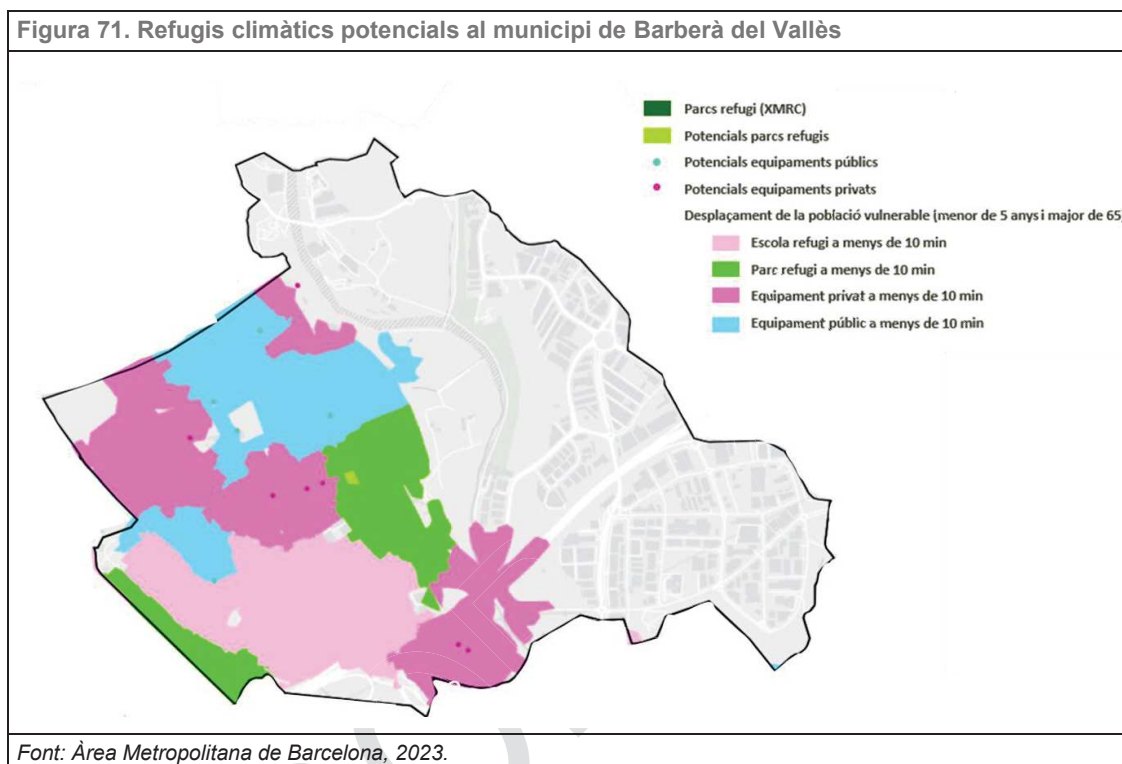 Figura 71. Refugis climàtics potencials al municipi de Barberà del Vallès
Parcs refugi (XMRC)
Potencials parcs refugis
Potencials equipaments públics
Potencials equipaments privats
Desplaçament de la població vulnerable (menor de 5 anys i major de 65)
Escola refugi a menys de 10 min
Parc refugi a menys de 10 min
Equipament privat a menys de 10 min
Equipament públic a menys de 10 min
Font: Àrea Metropolitana de Barcelona, 2023.